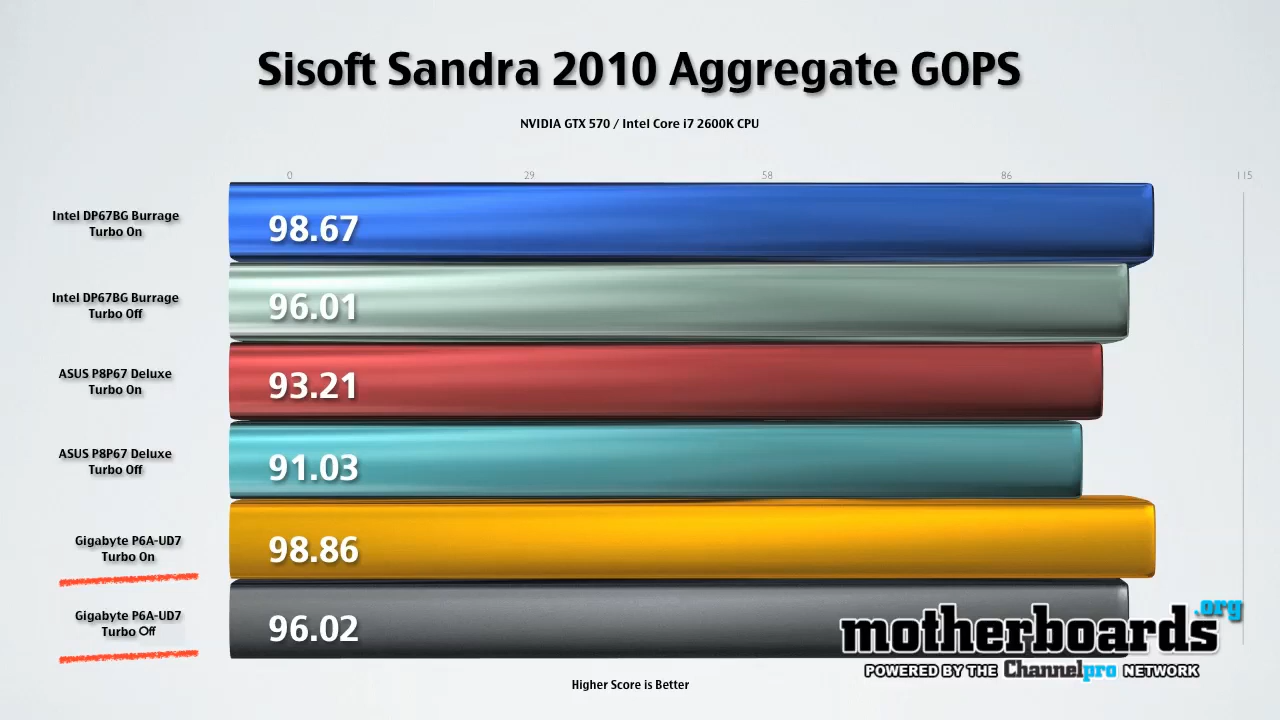 Sisoft Sandra 2010 Aggregate GOPS
NVIDIA GTX 570 / Intel Core i7 2600K CPU
0 29 58 86 115
Intel DP67BG Burrage
Turbo On
98.67
Intel DP67BG Burrage
Turbo Off
96.01
ASUS P8P67 Deluxe
Turbo On
93.21
ASUS P8P67 Deluxe
Turbo Off
91.03
Gigabyte P6A-UD7
Turbo On
98.86
Gigabyte P6A-UD7
Turbo Off
96.02
motherboards.org
POWERED BY THE Channelpro NETWORK
Higher Score is Better